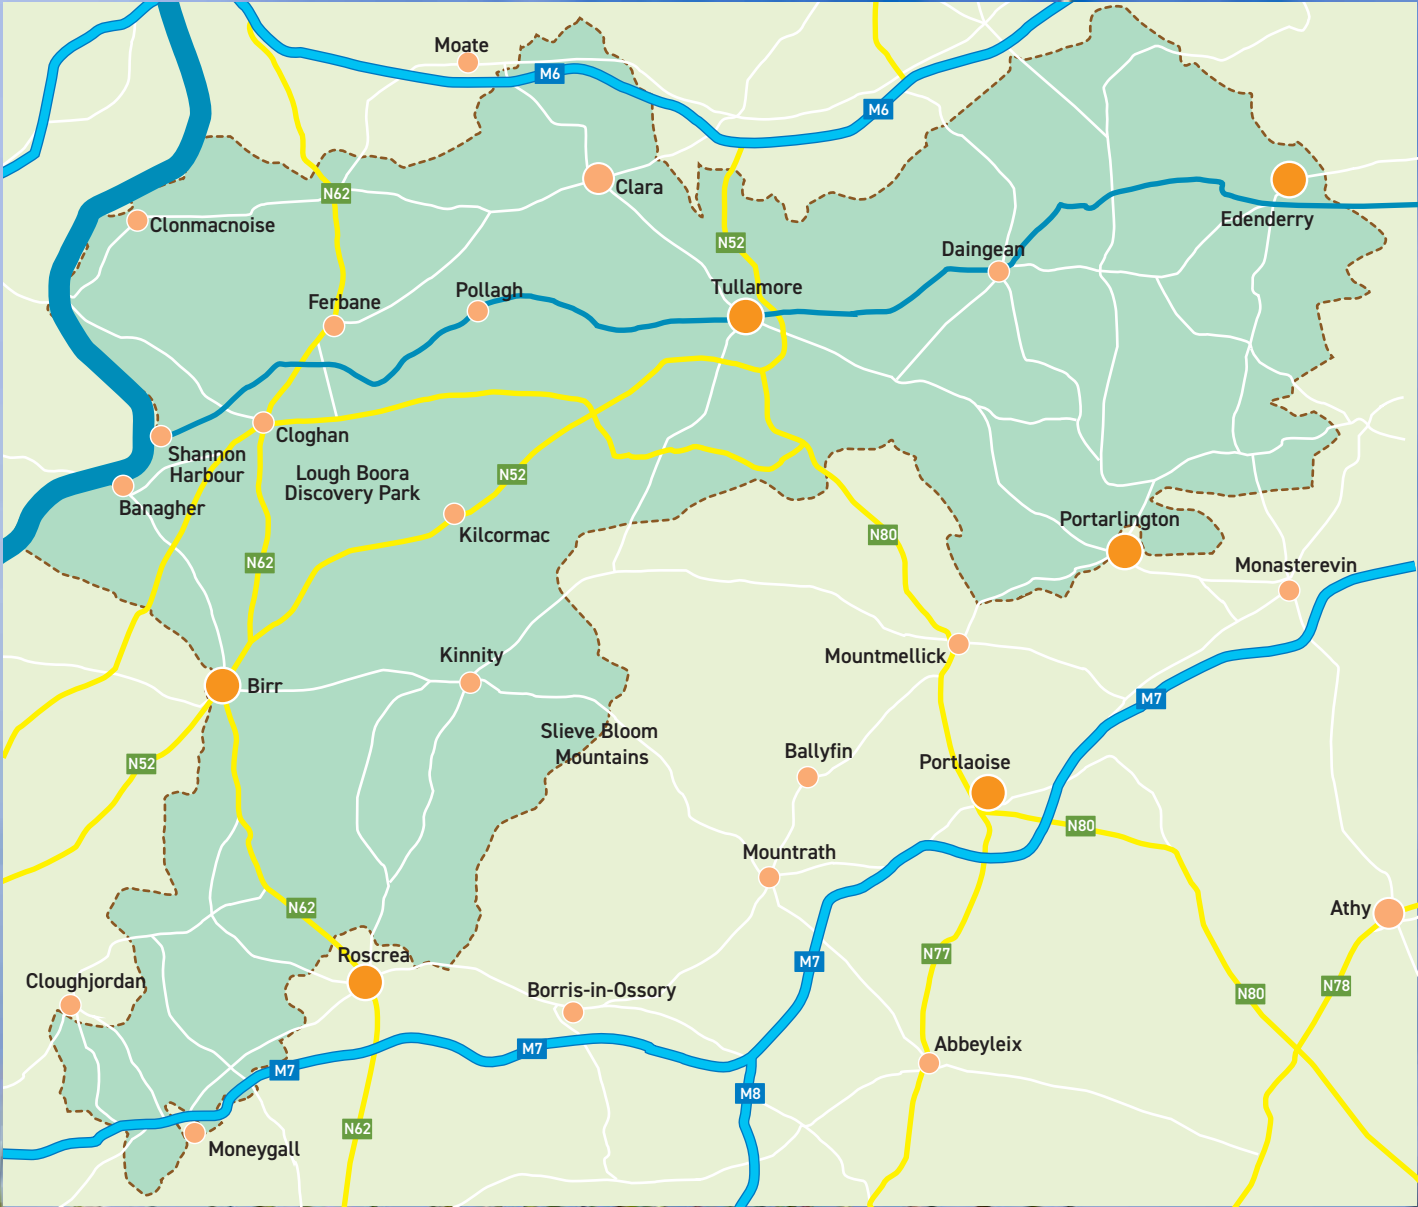 Moate
M6
M6
Clara
N62
Clonmacnoise
Edenderry
N52
Daingean
Tullamore
Pollagh
Ferbane
Cloghan
Shannon
Harbour
Lough Boora
Discovery Park
N52
Banagher
Kilcormac
Portarlington
N80
N62
Monasterevin
Kinnity
Mountmellick
Birr
M7
Slieve Bloom
Mountains
Ballyfin
N52
Portlaoise
N80
Mountrath
N62
Athy
Roscrea
N77
M7
Cloughjordan
Borris-in-Ossory
N78
N80
Abbeyleix
M7
M7
M8
N62
Moneygall